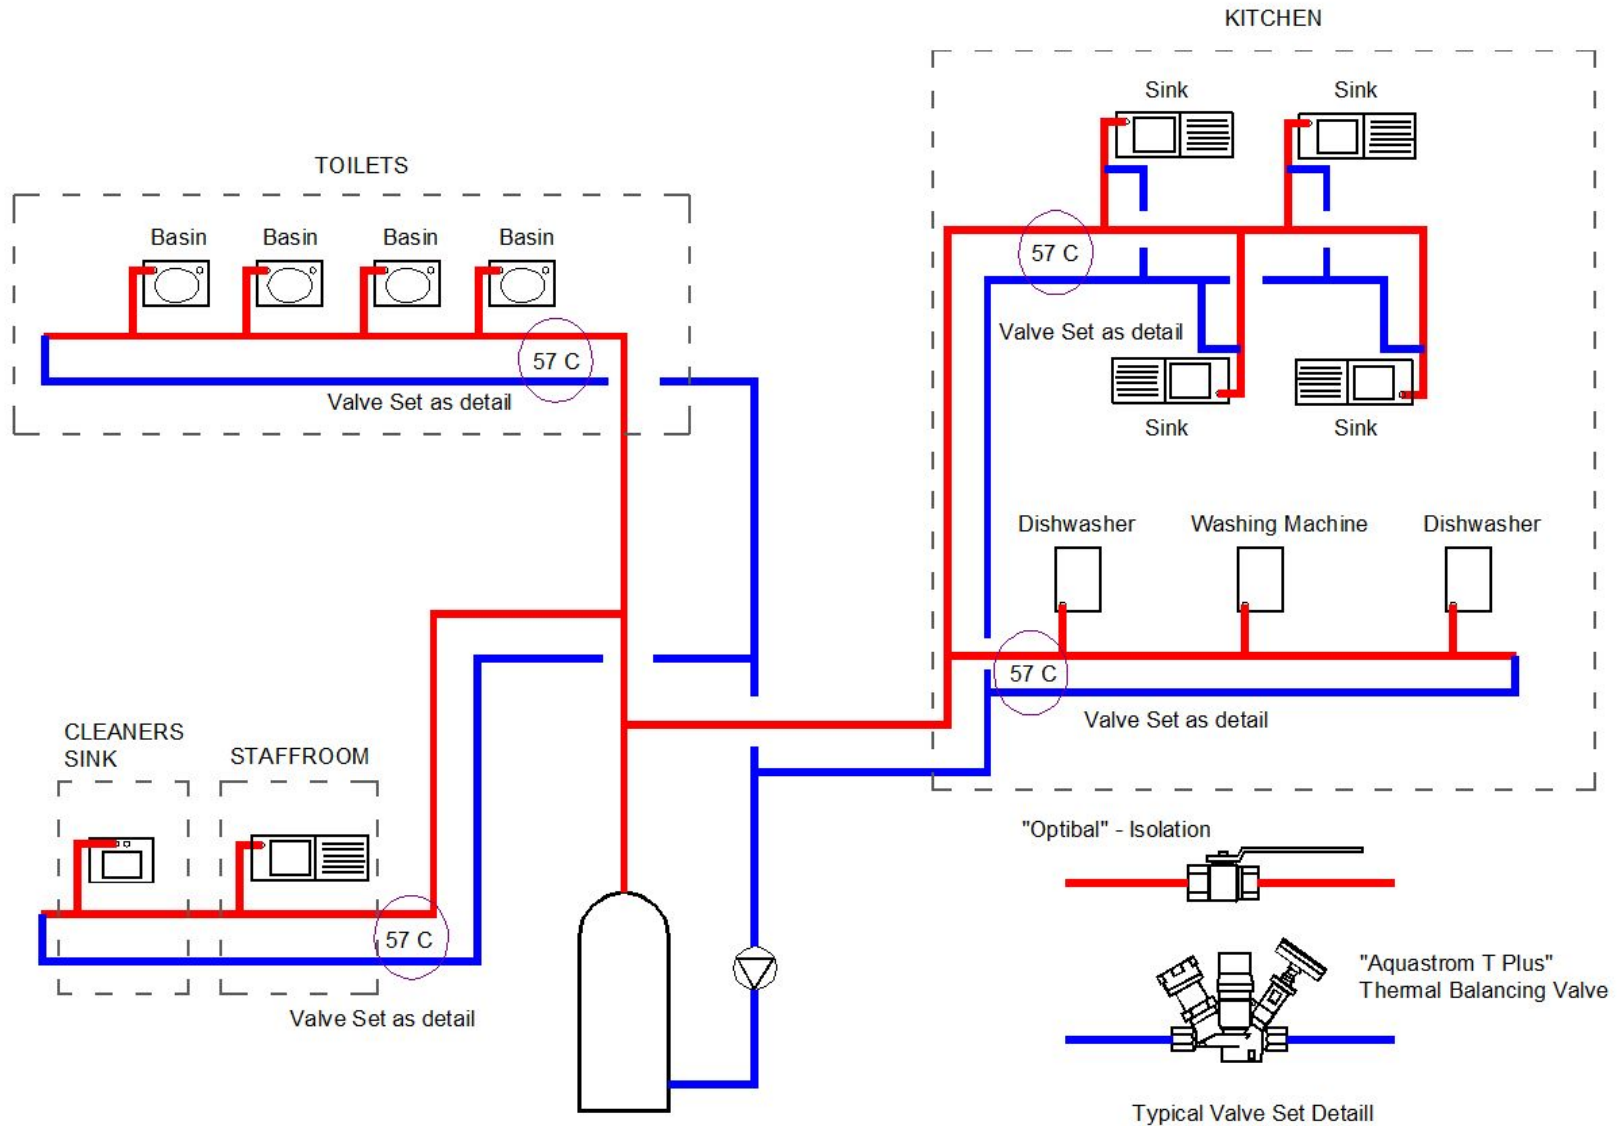 KITCHEN
Sink
Sink
TOILETS
Basin
Basin
Basin
Basin
57 C
57 C
Valve Set as detail
Valve Set as detail
Sink
Sink
Dishwasher
Washing Machine
Dishwasher
57 C
Valve Set as detail
CLEANERS
SINK
STAFFROOM
57 C
Valve Set as detail
"Optibal" - Isolation
"Aquastrom T Plus"
Thermal Balancing Valve
Typical Valve Set Detaill